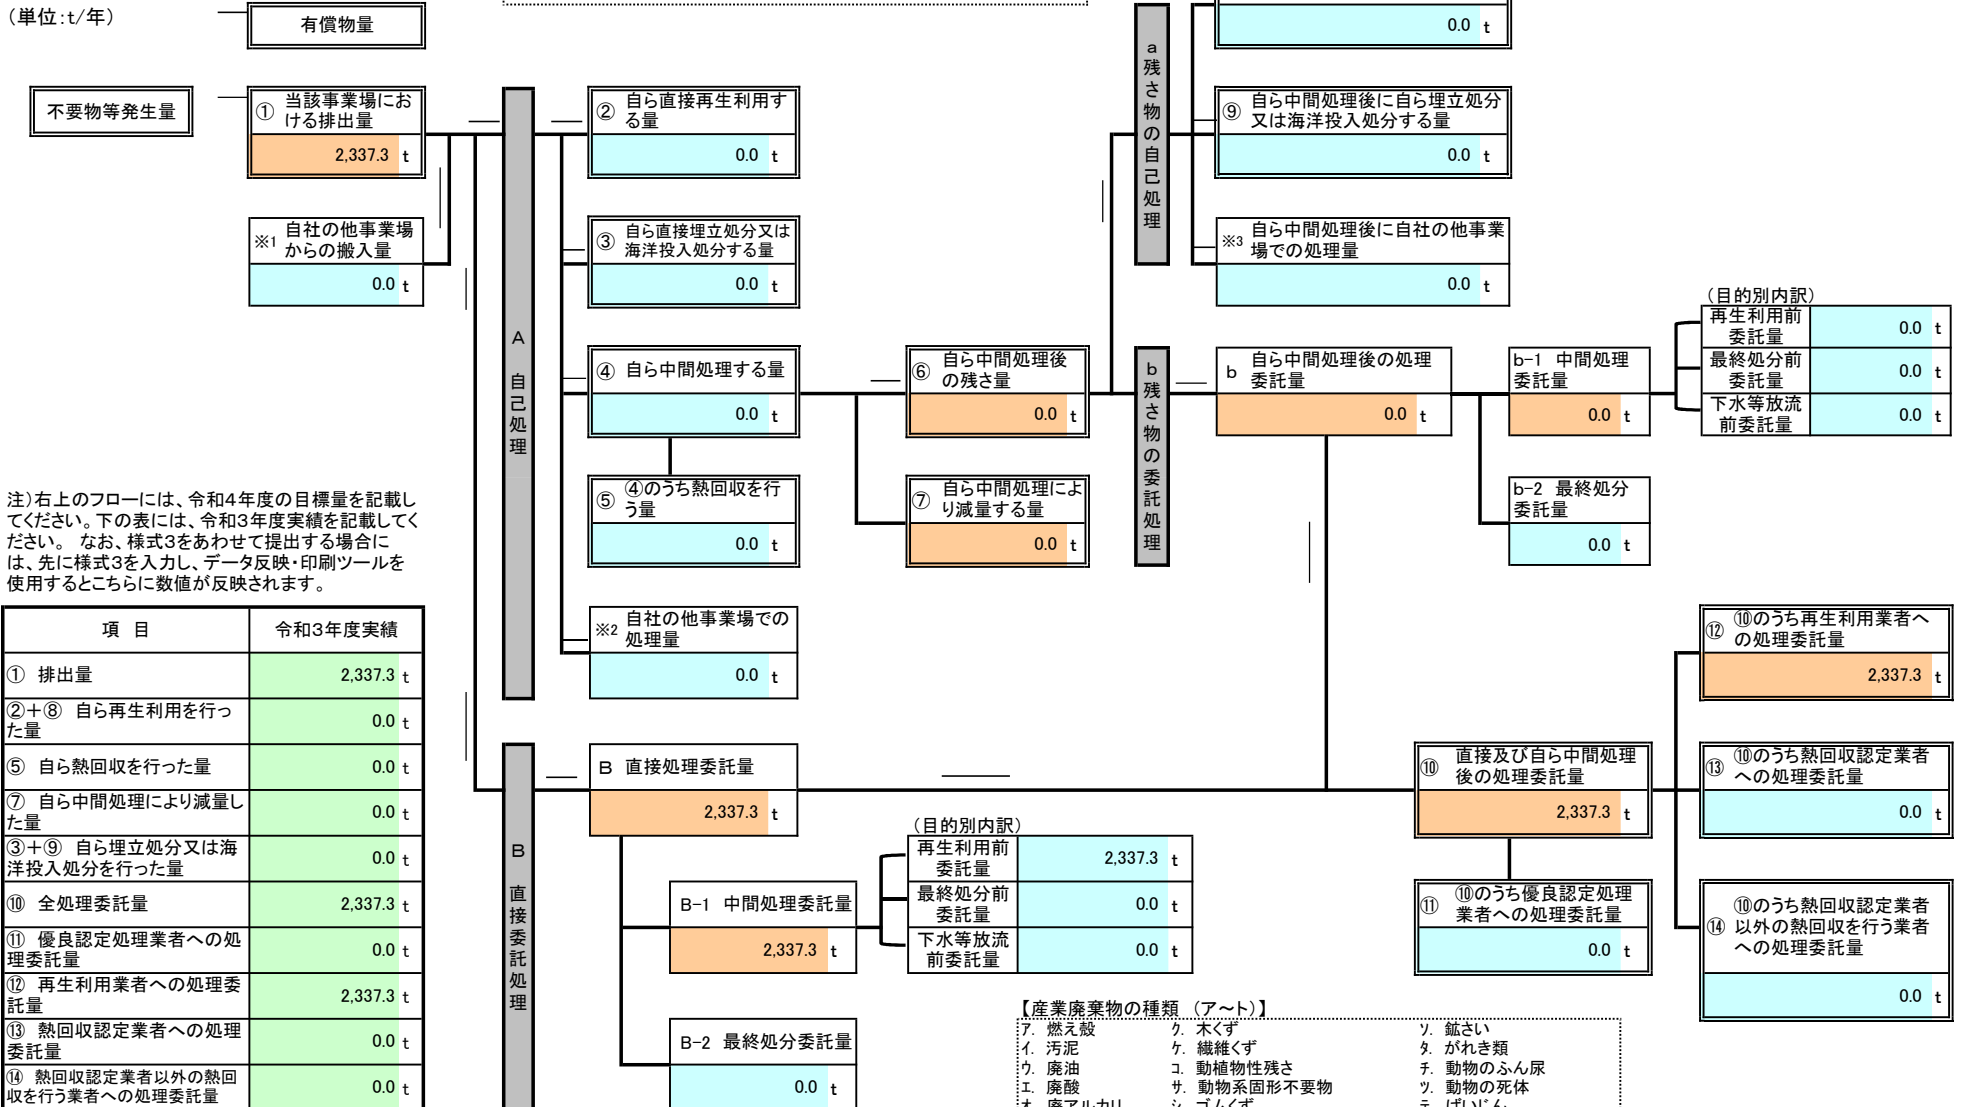 (単位:t/年)
有償物量
0.0 t
不要物等発生量
① 当該事業場にお
ける排出量
2,337.3 t
② 自ら直接再生利用す
る量
0.0 t
a 残さ物の自己処理
⑨ 自ら中間処理後に自ら埋立処分
又は海洋投入処分する量
0.0 t
※1 自社の他事業場
からの搬入量
0.0 t
③ 自ら直接埋立処分又は
海洋投入処分する量
0.0 t
※3 自ら中間処理後に自社の他事業
場での処理量
0.0 t
A 自己処理
④ 自ら中間処理する量
0.0 t
⑥ 自ら中間処理後
の残さ量
0.0 t
b 残さ物の委託処理
b 自ら中間処理後の処理
委託量
0.0 t
b-1 中間処理
委託量
0.0 t
(目的別内訳)
再生利用前
委託量
0.0 t
最終処分前
委託量
0.0 t
下水等放流
前委託量
0.0 t
⑤ ④のうち熱回収を行
う量
0.0 t
⑦ 自ら中間処理によ
り減量する量
0.0 t
b-2 最終処分
委託量
0.0 t
注)右上のフローには、令和4年度の目標量を記載し
てください。下の表には、令和3年度実績を記載してく
ださい。 なお、様式3をあわせて提出する場合に
は、先に様式3を入力し、データ反映・印刷ツールを
使用するとこちらに数値が反映されます。
※2 自社の他事業場での
処理量
0.0 t
項 目 令和3年度実績
① 排出量 2,337.3 t
②+⑧ 自ら再生利用を行っ
た量
0.0 t
⑤ 自ら熱回収を行った量 0.0 t
⑦ 自ら中間処理により減量し
た量
0.0 t
③+⑨ 自ら埋立処分又は海
洋投入処分を行った量
0.0 t
⑩ 全処理委託量 2,337.3 t
⑪ 優良認定処理業者への処
理委託量
0.0 t
⑫ 再生利用業者への処理委
託量
2,337.3 t
⑬ 熱回収認定業者への処理
委託量
0.0 t
⑭ 熱回収認定業者以外の熱回
収を行う業者への処理委託量
0.0 t
B 直接委託処理
B 直接処理委託量
2,337.3 t
B-1 中間処理委託量
2,337.3 t
(目的別内訳)
再生利用前
委託量
2,337.3 t
最終処分前
委託量
0.0 t
下水等放流
前委託量
0.0 t
B-2 最終処分委託量
0.0 t
⑩ 直接及び自ら中間処理
後の処理委託量
2,337.3 t
⑪ ⑩のうち優良認定処理
業者への処理委託量
0.0 t
⑫ ⑩のうち再生利用業者へ
の処理委託量
2,337.3 t
⑬ ⑩のうち熱回収認定業者
への処理委託量
0.0 t
⑭ ⑩のうち熱回収認定業者
以外の熱回収を行う業者
への処理委託量
0.0 t
【産業廃棄物の種類 (ア～ト)】
ア. 燃え殻 ク. 木くず ソ. 鉱さい
イ. 汚泥 ケ. 繊維くず タ. がれき類
ウ. 廃油 コ. 動植物性残さ チ. 動物のふん尿
エ. 廃酸 サ. 動物系固形不要物 ツ. 動物の死体
オ. 廃アルカリ シ. ゴムくず テ. ばいじん